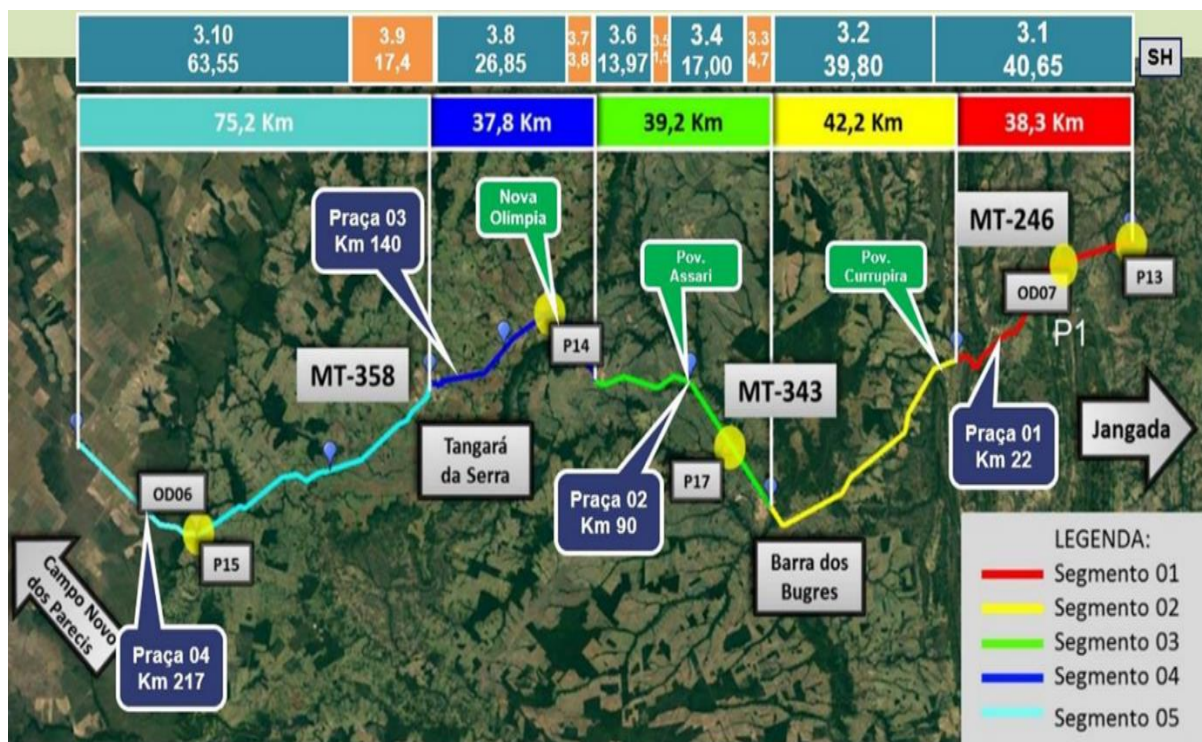 3.10
63,55
3.9
17,4
3.8
26,85
3.7
3,8
3.6
13,97
3.5
1,5
3.4
17,00
3.3
4,7
3.2
39,80
3.1
40,65
SH
75,2 Km
37,8 Km
39,2 Km
42,2 Km
38,3 Km
Praça 03
Km 140
Nova
Olímpia
Pov.
Assari
Pov.
Currupira
MT-246
P13
OD07
P1
P14
MT-358
MT-343
Tangará
da Serra
Praça 02
Km 90
P17
Praça 01
Km 22
Jangada
OD06
P15
Barra dos
Bugres
Campo Novo
dos Parecis
Praça 04
Km 217
LEGENDA:
Segmento 01
Segmento 02
Segmento 03
Segmento 04
Segmento 05